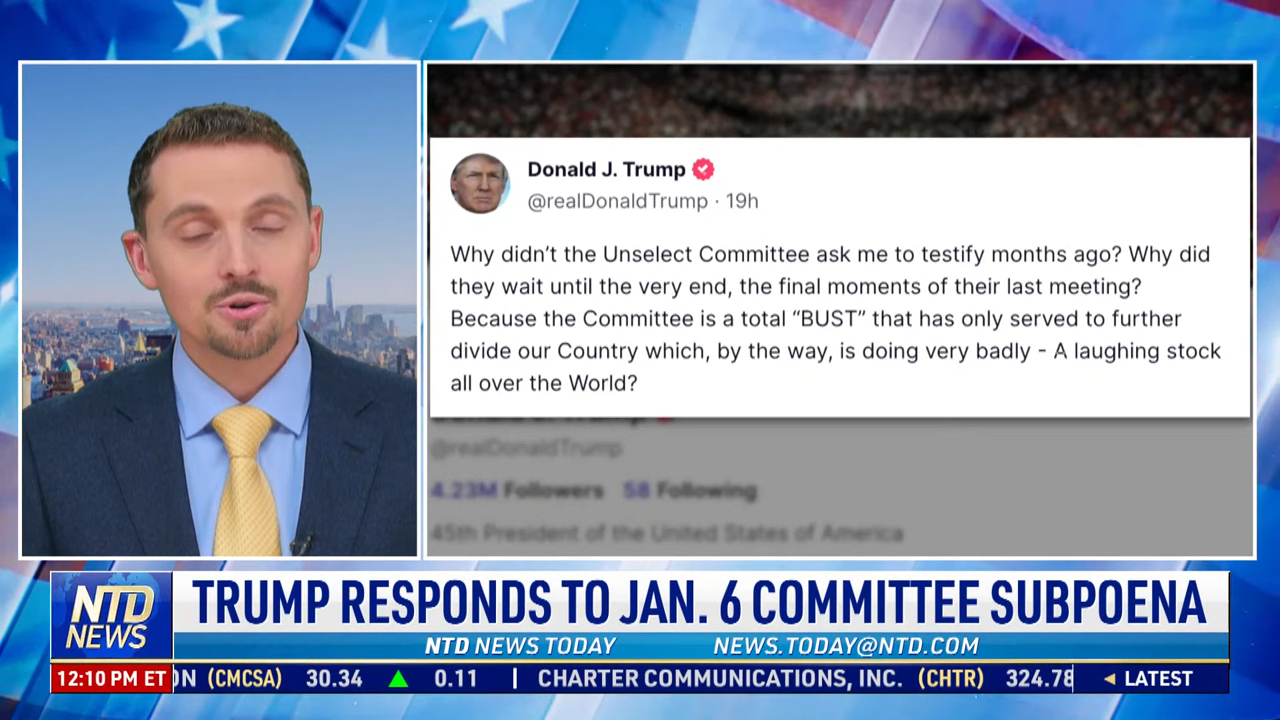 Donald J. Trump
@realDonaldTrump · 19h
Why didn't the Unselect Committee ask me to testify months ago? Why did
they wait until the very end, the final moments of their last meeting?
Because the Committee is a total “BUST” that has only served to further
divide our Country which, by the way, is doing very badly - A laughing stock
all over the World?
@realDonaldTrump
4.23M Followers 58 Following
45th President of the United States of America
NTD
NEWS
TRUMP RESPONDS TO JAN. 6 COMMITTEE SUBPOENA
NTD NEWS TODAY NEWS.TODAY@NTD.COM
12:10 PM ET ON (CMCSA) 30.34 ▲ 0.11 | CHARTER COMMUNICATIONS, INC. (CHTR) 324.78 ◄ LATEST